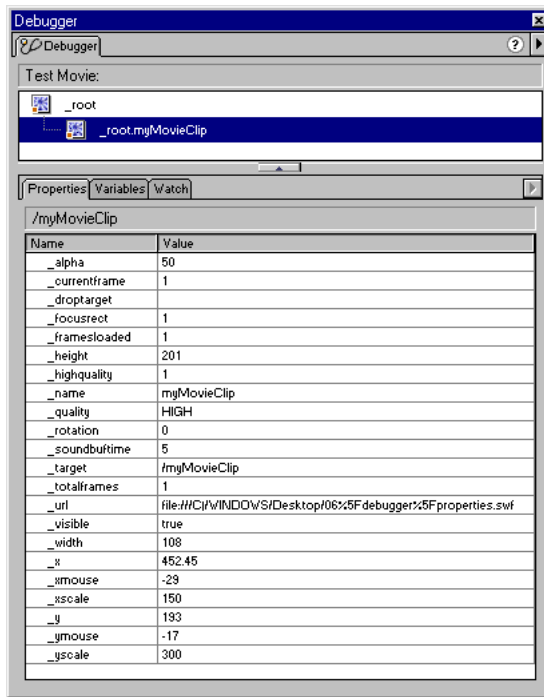 Debugger
Debugger
?
Test Movie:
_root
_root.myMovieClip
Properties Variables Watch
/myMovieClip
Name Value
_alpha 50
_currentframe 1
_droptarget
_focusrect 1
_framesloaded 1
_height 201
_highquality 1
_name myMovieClip
_quality HIGH
_rotation 0
_soundbuftime 5
_target /myMovieClip
_totalframes 1
_url file:///C|/WINDOWS/Desktop/06%5Fdebugger%5Fproperties.swf
_visible true
_width 108
_x 452.45
_xmouse -29
_xscale 150
_y 193
_ymouse -17
_yscale 300